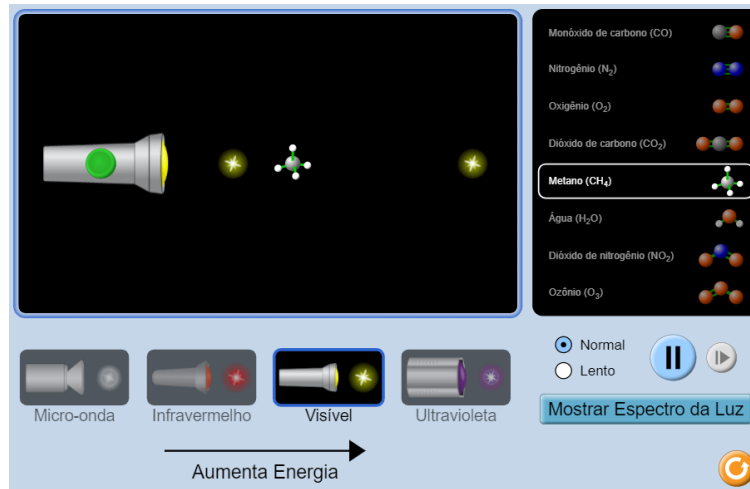 Monóxido de carbono (CO)
Nitrogênio (N₂)
Oxigênio (O₂)
Dióxido de carbono (CO₂)
Metano (CH₄)
Água (H₂O)
Dióxido de nitrogênio (NO₂)
Ozônio (O₃)
Normal
Lento
Mostrar Espectro da Luz
Micro-onda
Infravermelho
Visível
Ultravioleta
Aumenta Energia